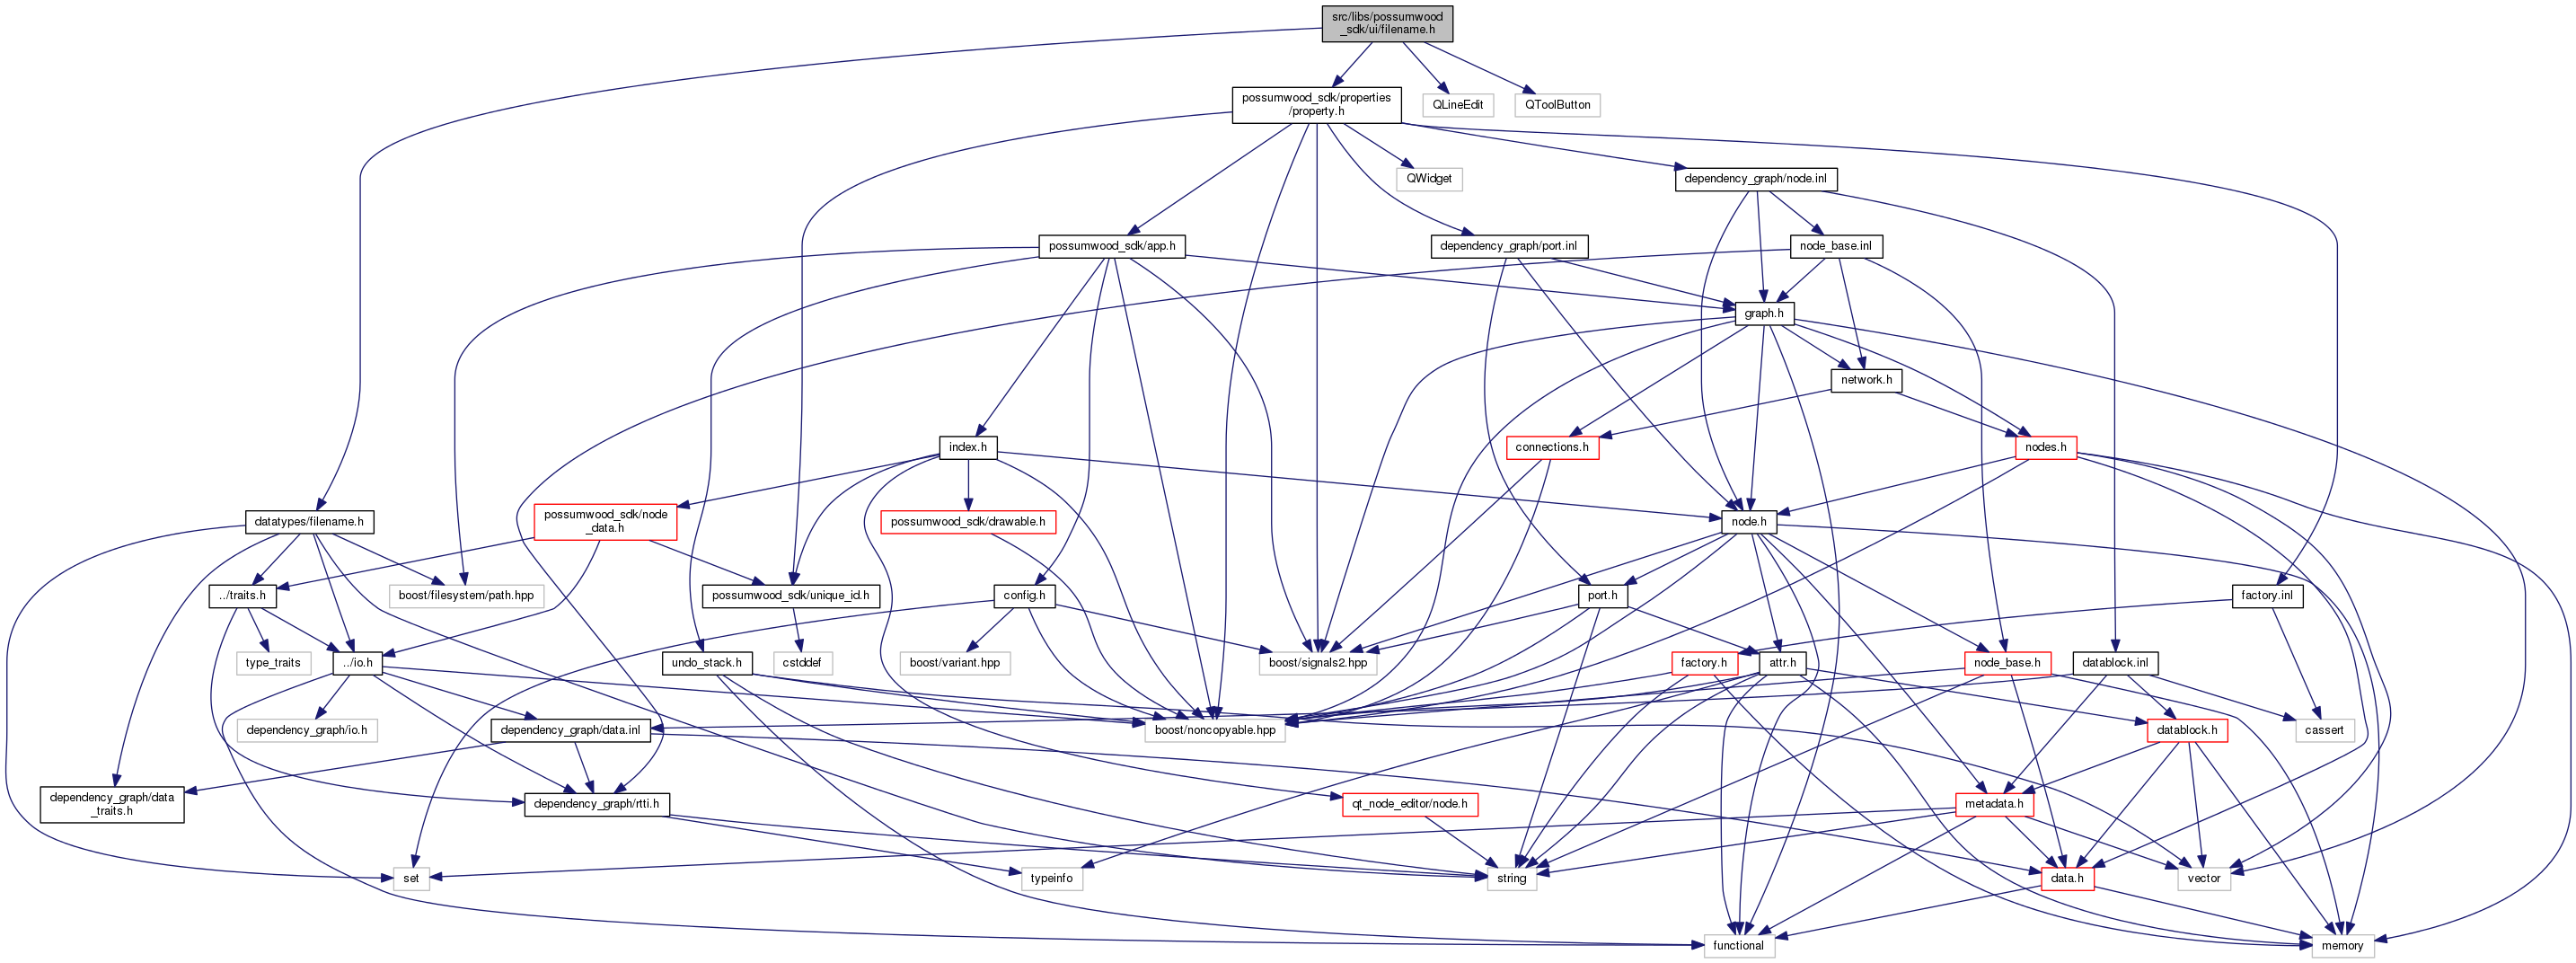 src/libs/possumwood
_sdk/ui/filename.h
possumwood_sdk/properties
/property.h
QLineEdit
QToolButton
QWidget
dependency_graph/node.inl
possumwood_sdk/app.h
dependency_graph/port.inl
node_base.inl
graph.h
network.h
index.h
connections.h
nodes.h
datatypes/filename.h
possumwood_sdk/node
_data.h
possumwood_sdk/drawable.h
node.h
../traits.h
boost/filesystem/path.hpp
possumwood_sdk/unique_id.h
config.h
port.h
factory.inl
type_traits
../io.h
undo_stack.h
cstddef
boost/variant.hpp
boost/signals2.hpp
factory.h
attr.h
node_base.h
datablock.inl
dependency_graph/io.h
dependency_graph/data.inl
boost/noncopyable.hpp
datablock.h
cassert
dependency_graph/data
_traits.h
dependency_graph/rtti.h
qt_node_editor/node.h
metadata.h
set
typeinfo
string
data.h
vector
functional
memory